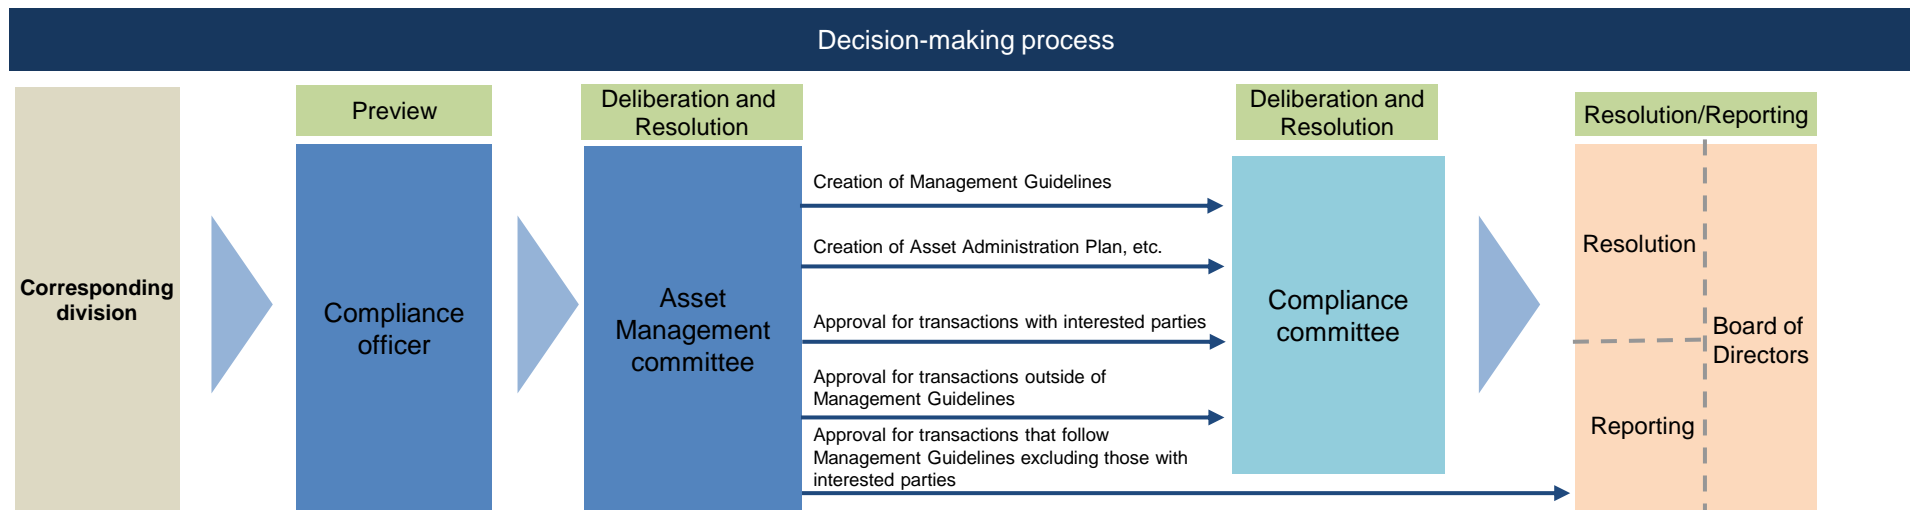 Decision-making process
Corresponding
division
Preview
Compliance
officer
Deliberation and
Resolution
Asset
Management
committee
Creation of Management Guidelines
Creation of Asset Administration Plan, etc.
Approval for transactions with interested parties
Approval for transactions outside of
Management Guidelines
Approval for transactions that follow
Management Guidelines excluding those with
interested parties
Deliberation and
Resolution
Compliance
committee
Resolution/Reporting
Resolution
Reporting
Board of
Directors